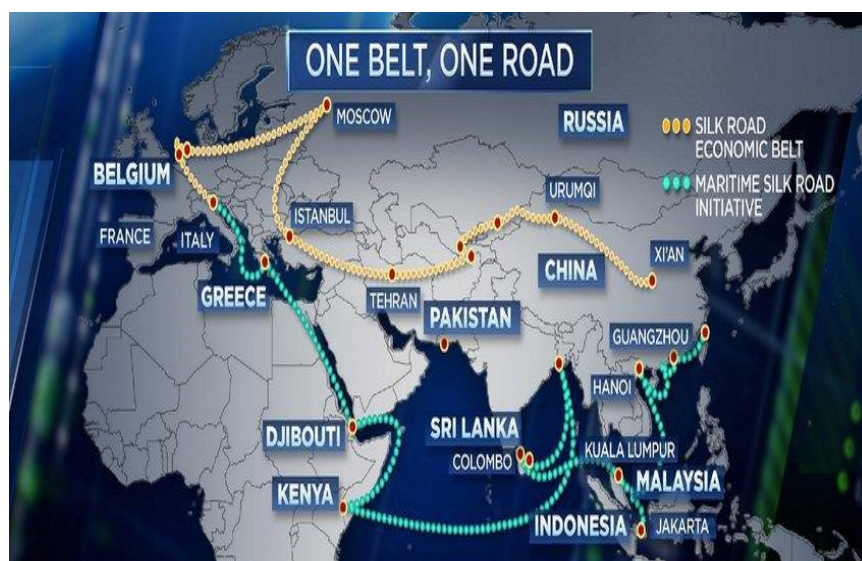 ONE BELT, ONE ROAD
MOSCOW
RUSSIA
SILK ROAD
ECONOMIC BELT
MARITIME SILK ROAD
INITIATIVE
BELGIUM
URUMQI
ISTANBUL
FRANCE
ITALY
XI'AN
CHINA
GREECE
TEHRAN
PAKISTAN
GUANGZHOU
HANOI
DJIBOUTI
SRI LANKA
COLOMBO
KUALA LUMPUR
MALAYSIA
KENYA
INDONESIA
JAKARTA